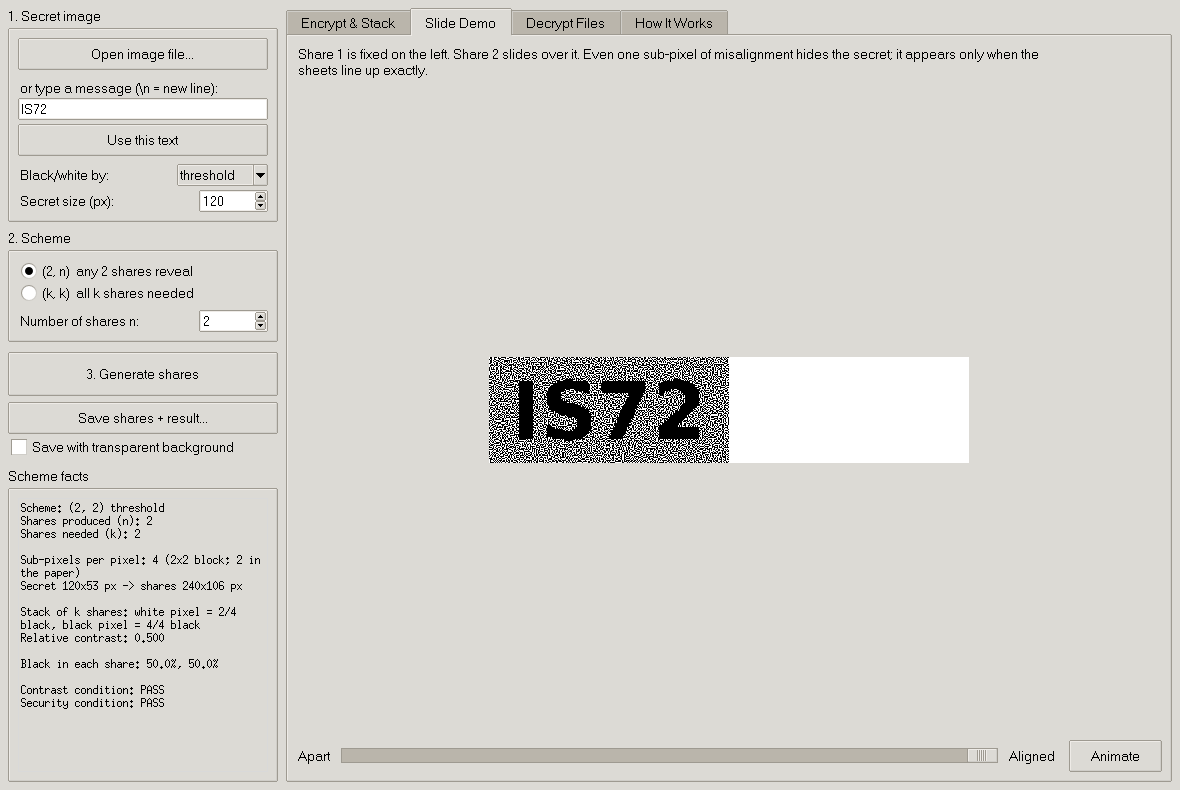 1. Secret image
Open image file...
or type a message (\n = new line):
IS72
Use this text
Black/white by: threshold
Secret size (px): 120
2. Scheme
(2, n) any 2 shares reveal
(k, k) all k shares needed
Number of shares n: 2
3. Generate shares
Save shares + result...
Save with transparent background
Scheme facts
Scheme: (2, 2) threshold
Shares produced (n): 2
Shares needed (k): 2
Sub-pixels per pixel: 4 (2x2 block; 2 in
the paper)
Secret 120x53 px -> shares 240x106 px
Stack of k shares: white pixel = 2/4
black, black pixel = 4/4 black
Relative contrast: 0.500
Black in each share: 50.0%, 50.0%
Contrast condition: PASS
Security condition: PASS
Encrypt & Stack Slide Demo Decrypt Files How It Works
Share 1 is fixed on the left. Share 2 slides over it. Even one sub-pixel of misalignment hides the secret; it appears only when the
sheets line up exactly.
IS72
Apart Aligned Animate